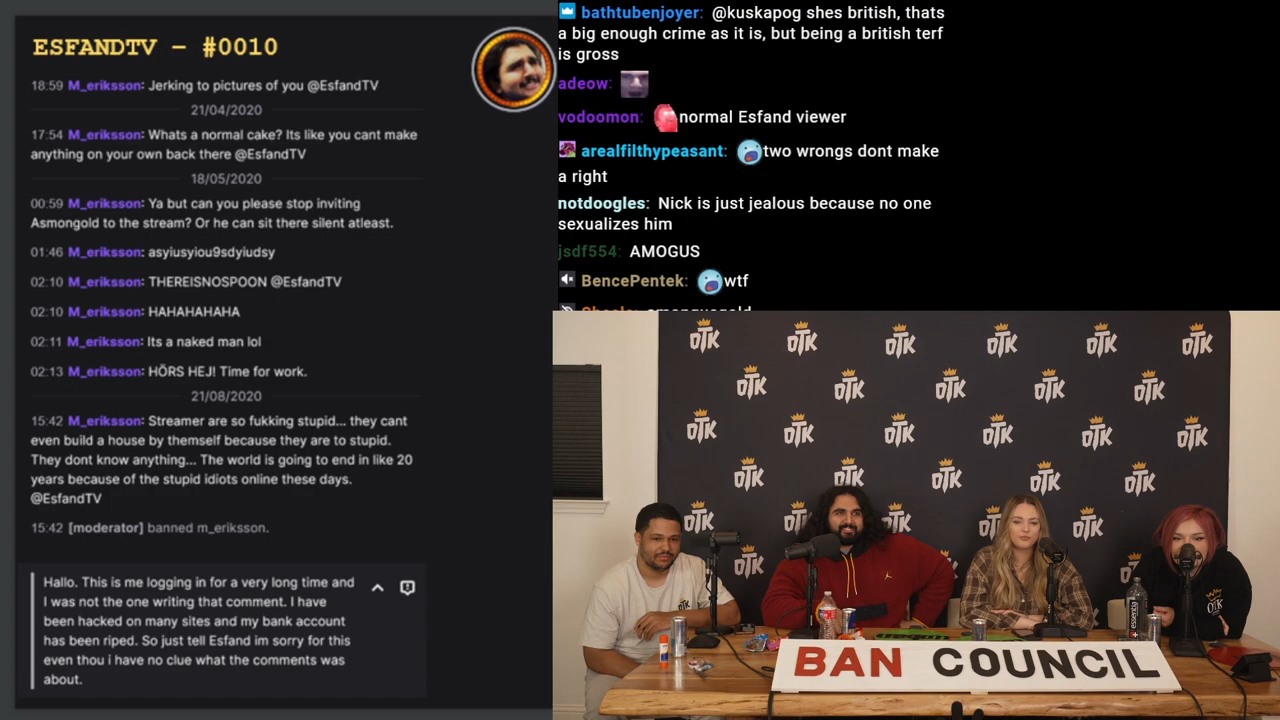 ESFANDTV – #0010
18:59 M_eriksson: Jerking to pictures of you @EsfandTV
21/04/2020
17:54 M_eriksson: Whats a normal cake? Its like you cant make
anything on your own back there @EsfandTV
18/05/2020
00:59 M_eriksson: Ya but can you please stop inviting
Asmongold to the stream? Or he can sit there silent atleast.
01:46 M_eriksson: asyiusyiou9sdyiudsy
02:10 M_eriksson: THEREISNOSPOON @EsfandTV
02:10 M_eriksson: HAHAHAHAHA
02:11 M_eriksson: Its a naked man lol
02:13 M_eriksson: HÖRS HEJ! Time for work.
21/08/2020
15:42 M_eriksson: Streamer are so fukking stupid... they cant
even build a house by themself because they are to stupid.
They dont know anything... The world is going to end in like 20
years because of the stupid idiots online these days.
@EsfandTV
15:42 [moderator] banned m_eriksson.
Hallo. This is me logging in for a very long time and
I was not the one writing that comment. I have
been hacked on many sites and my bank account
has been riped. So just tell Esfand im sorry for this
even thou i have no clue what the comments was
about.
bathtubenjoyer: @kuskapog shes british, thats
a big enough crime as it is, but being a british terf
is gross
adeow:
vodoomon: normal Esfand viewer
arealfilthypeasant: two wrongs dont make
a right
notdoogles: Nick is just jealous because no one
sexualizes him
jsdf554: AMOGUS
BencePentek: wtf
OTK
BAN COUNCIL